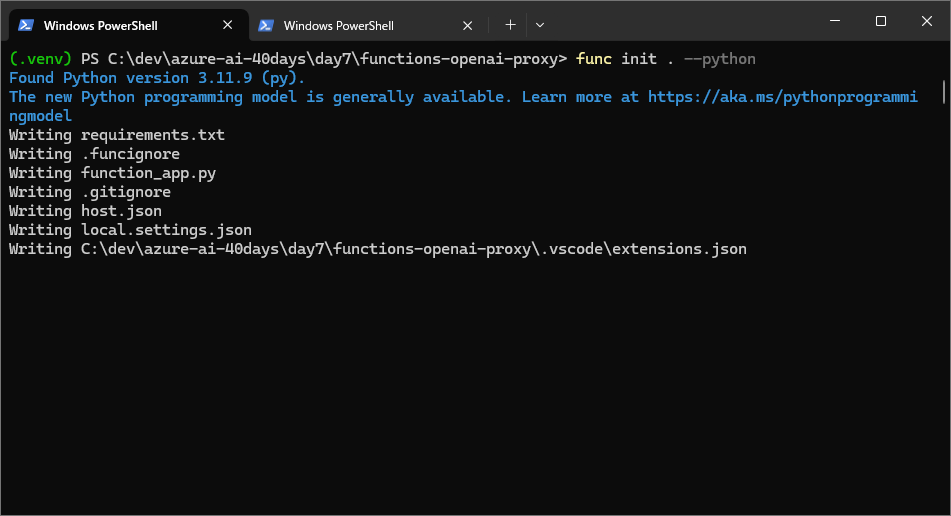 Windows PowerShell
Windows PowerShell
(.venv) PS C:\dev\azure-ai-40days\day7\functions-openai-proxy> func init . --python
Found Python version 3.11.9 (py).
The new Python programming model is generally available. Learn more at https://aka.ms/pythonprogrammi
ngmodel
Writing requirements.txt
Writing .funcignore
Writing function_app.py
Writing .gitignore
Writing host.json
Writing local.settings.json
Writing C:\dev\azure-ai-40days\day7\functions-openai-proxy\.vscode\extensions.json